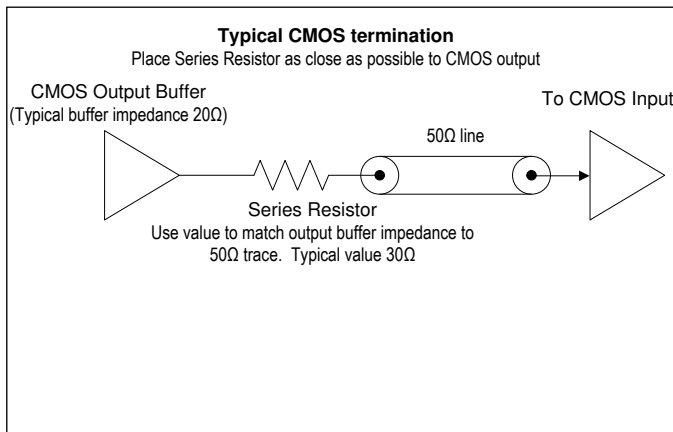 Typical CMOS termination
Place Series Resistor as close as possible to CMOS output
CMOS Output Buffer
(Typical buffer impedance 20Ω)
To CMOS Input
50Ω line
Series Resistor
Use value to match output buffer impedance to
50Ω trace. Typical value 30Ω